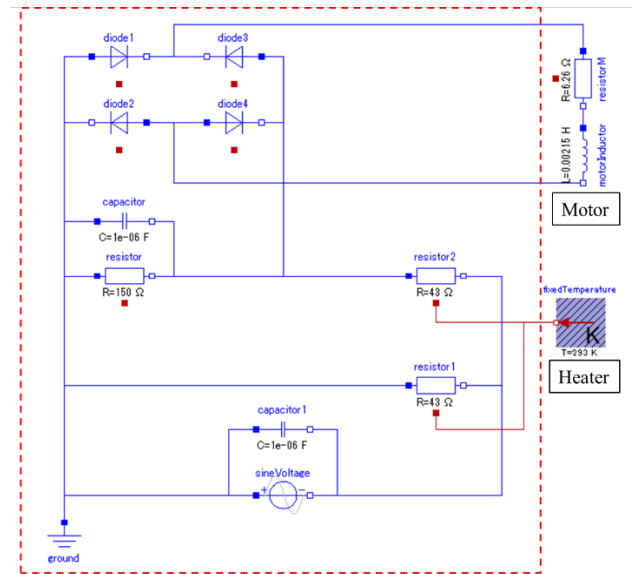 diode1
diode3
diode2
diode4
R=6.26 Ω
resistorM
L=0.00215 H
motorInductor
Motor
capacitor
C=1e-06 F
resistor
R=150 Ω
resistor2
R=43 Ω
fixedTemperature
K
T=293 K
Heater
resistor1
R=43 Ω
capacitor1
C=1e-06 F
sineVoltage
+
-
ground